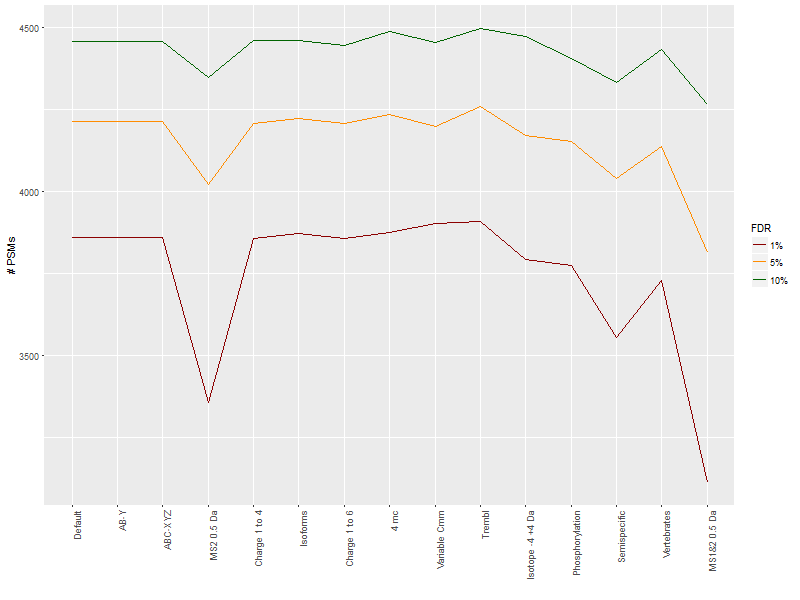 4500
4000
3500
# PSMs
Default
AB-Y
ABC-XYZ
MS2 0.5 Da
Charge 1 to 4
Isoforms
Charge 1 to 6
4 mc
Variable Cmm
Trembl
Isotope -4 +4 Da
Phosphorylation
Semispecific
Vertebrates
MS1&2 0.5 Da
FDR
1%
5%
10%